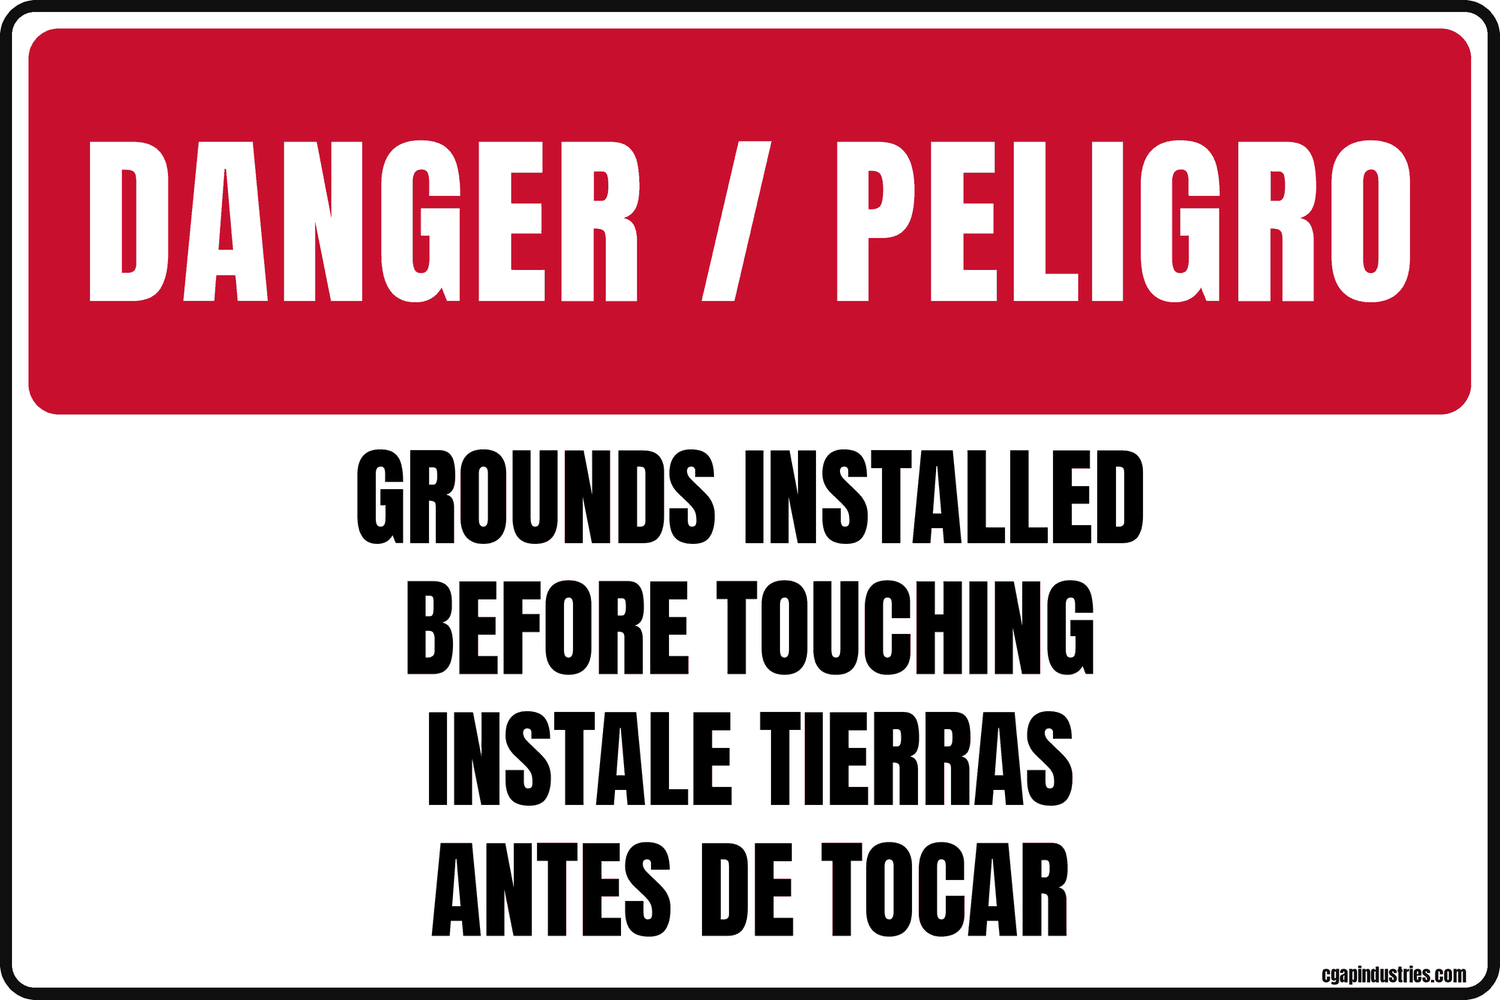 DANGER / PELIGRO
GROUNDS INSTALLED
BEFORE TOUCHING
INSTALE TIERRAS
ANTES DE TOCAR
cgapindustries.com